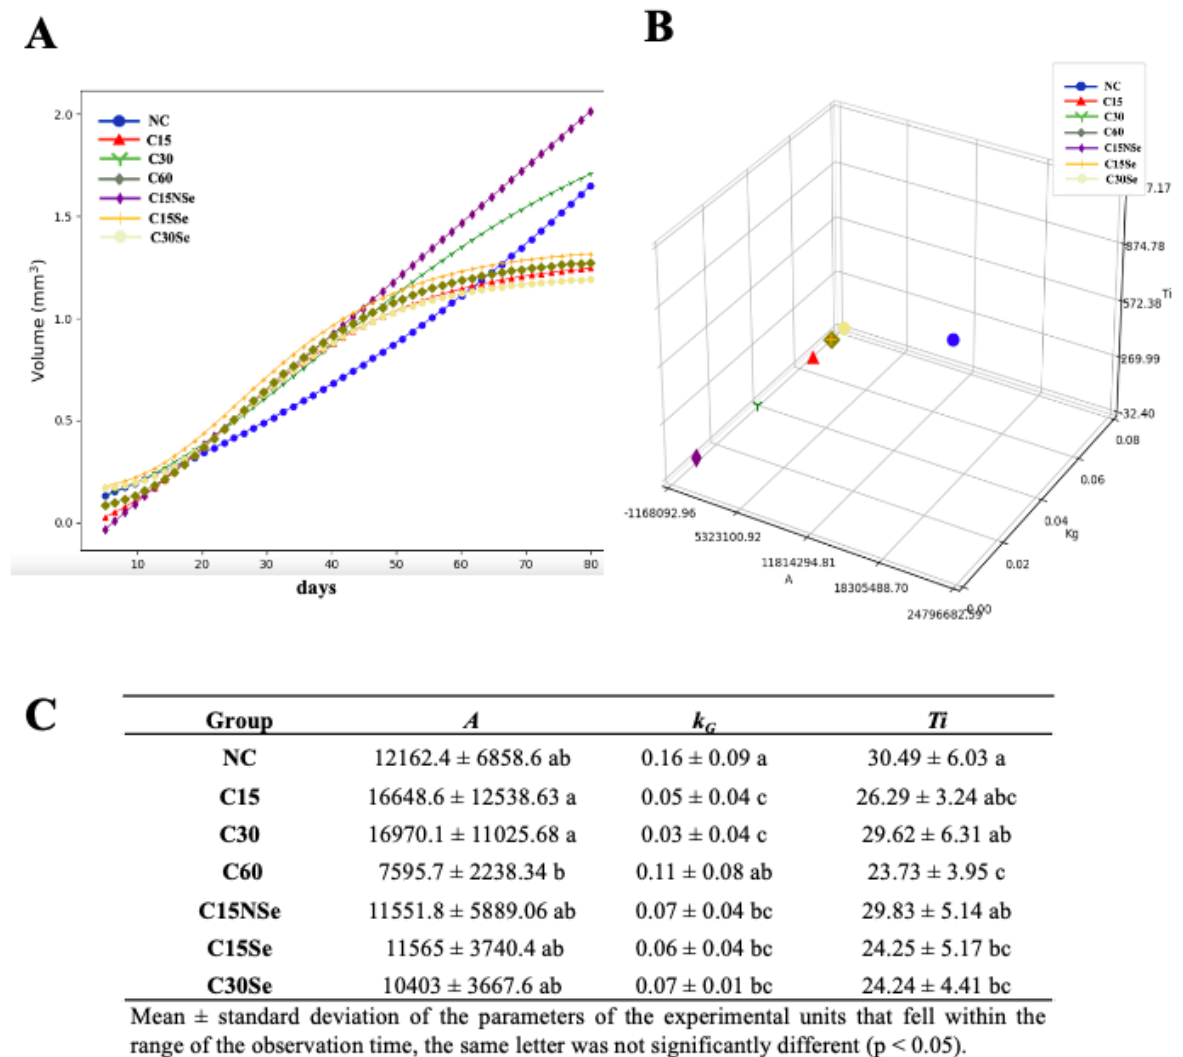 A
B
2.0
1.5
1.0
0.5
0.0
Volume (mm³)
NC
C15
C30
C60
C15NSe
C15Se
C30Se
10 20 30 40 50 60 70 80
days
NC
C15
C30
C60
C15NSe
C15Se
C30Se
7.17
874.78
572.38 Ti
269.99
-32.40
0.08
0.06
0.04
Kg
0.02
0.00
-1168092.96
5323100.92
11814294.81
A
18305488.70
24796682.59
C
Group A k_G Ti
NC 12162.4 ± 6858.6 ab 0.16 ± 0.09 a 30.49 ± 6.03 a
C15 16648.6 ± 12538.63 a 0.05 ± 0.04 c 26.29 ± 3.24 abc
C30 16970.1 ± 11025.68 a 0.03 ± 0.04 c 29.62 ± 6.31 ab
C60 7595.7 ± 2238.34 b 0.11 ± 0.08 ab 23.73 ± 3.95 c
C15NSe 11551.8 ± 5889.06 ab 0.07 ± 0.04 bc 29.83 ± 5.14 ab
C15Se 11565 ± 3740.4 ab 0.06 ± 0.04 bc 24.25 ± 5.17 bc
C30Se 10403 ± 3667.6 ab 0.07 ± 0.01 bc 24.24 ± 4.41 bc
Mean ± standard deviation of the parameters of the experimental units that fell within the
range of the observation time, the same letter was not significantly different (p < 0.05).